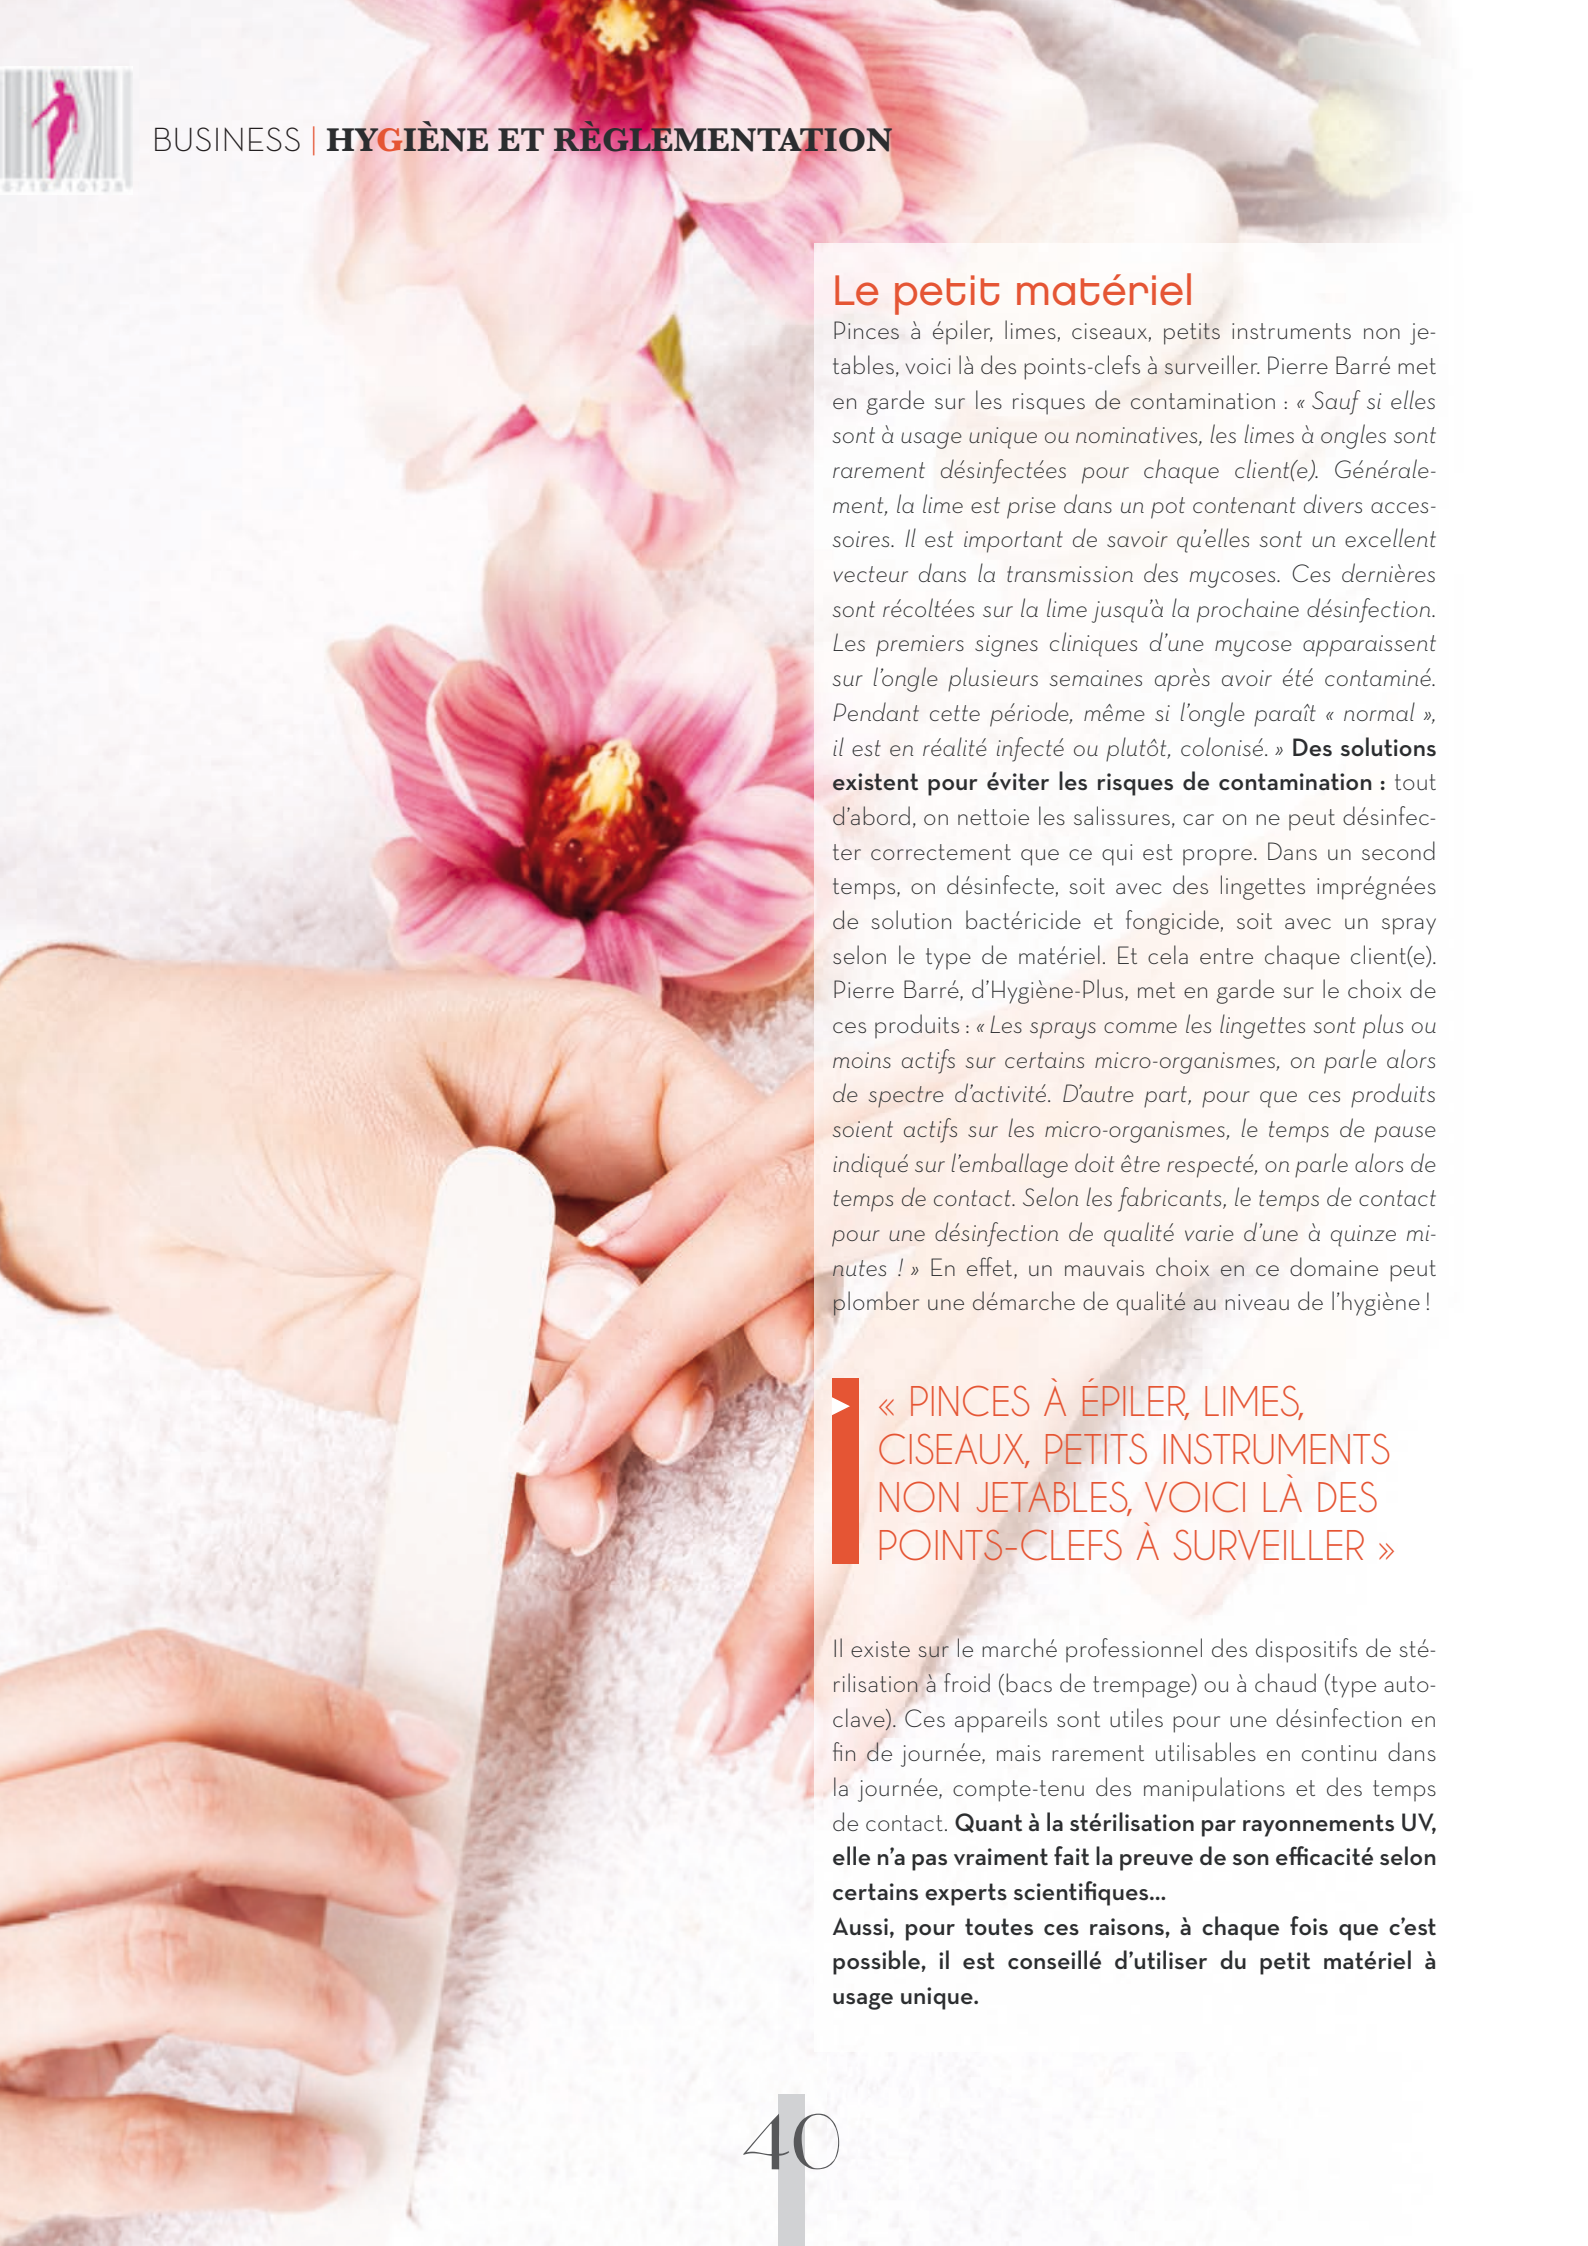 BUSINESS | HYGIÈNE ET RÈGLEMENTATION
Le petit matériel
Pinces à épiler, limes, ciseaux, petits instruments non je-
tables, voici là des points-clefs à surveiller. Pierre Barré met
en garde sur les risques de contamination : « Sauf si elles
sont à usage unique ou nominatives, les limes à ongles sont
rarement désinfectées pour chaque client(e). Générale-
ment, la lime est prise dans un pot contenant divers acces-
soires. Il est important de savoir qu'elles sont un excellent
vecteur dans la transmission des mycoses. Ces dernières
sont récoltées sur la lime jusqu'à la prochaine désinfection.
Les premiers signes cliniques d'une mycose apparaissent
sur l'ongle plusieurs semaines après avoir été contaminé.
Pendant cette période, même si l'ongle paraît « normal »,
il est en réalité infecté ou plutôt, colonisé. » Des solutions
existent pour éviter les risques de contamination : tout
d'abord, on nettoie les salissures, car on ne peut désinfec-
ter correctement que ce qui est propre. Dans un second
temps, on désinfecte, soit avec des lingettes imprégnées
de solution bactéricide et fongicide, soit avec un spray
selon le type de matériel. Et cela entre chaque client(e).
Pierre Barré, d'Hygiène-Plus, met en garde sur le choix de
ces produits : « Les sprays comme les lingettes sont plus ou
moins actifs sur certains micro-organismes, on parle alors
de spectre d'activité. D'autre part, pour que ces produits
soient actifs sur les micro-organismes, le temps de pause
indiqué sur l'emballage doit être respecté, on parle alors de
temps de contact. Selon les fabricants, le temps de contact
pour une désinfection de qualité varie d'une à quinze mi-
nutes ! » En effet, un mauvais choix en ce domaine peut
plomber une démarche de qualité au niveau de l'hygiène !
« PINCES À ÉPILER, LIMES,
CISEAUX, PETITS INSTRUMENTS
NON JETABLES, VOICI LÀ DES
POINTS-CLEFS À SURVEILLER »
Il existe sur le marché professionnel des dispositifs de sté-
rilisation à froid (bacs de trempage) ou à chaud (type auto-
clave). Ces appareils sont utiles pour une désinfection en
fin de journée, mais rarement utilisables en continu dans
la journée, compte-tenu des manipulations et des temps
de contact. Quant à la stérilisation par rayonnements UV,
elle n'a pas vraiment fait la preuve de son efficacité selon
certains experts scientifiques...
Aussi, pour toutes ces raisons, à chaque fois que c'est
possible, il est conseillé d'utiliser du petit matériel à
usage unique.
40